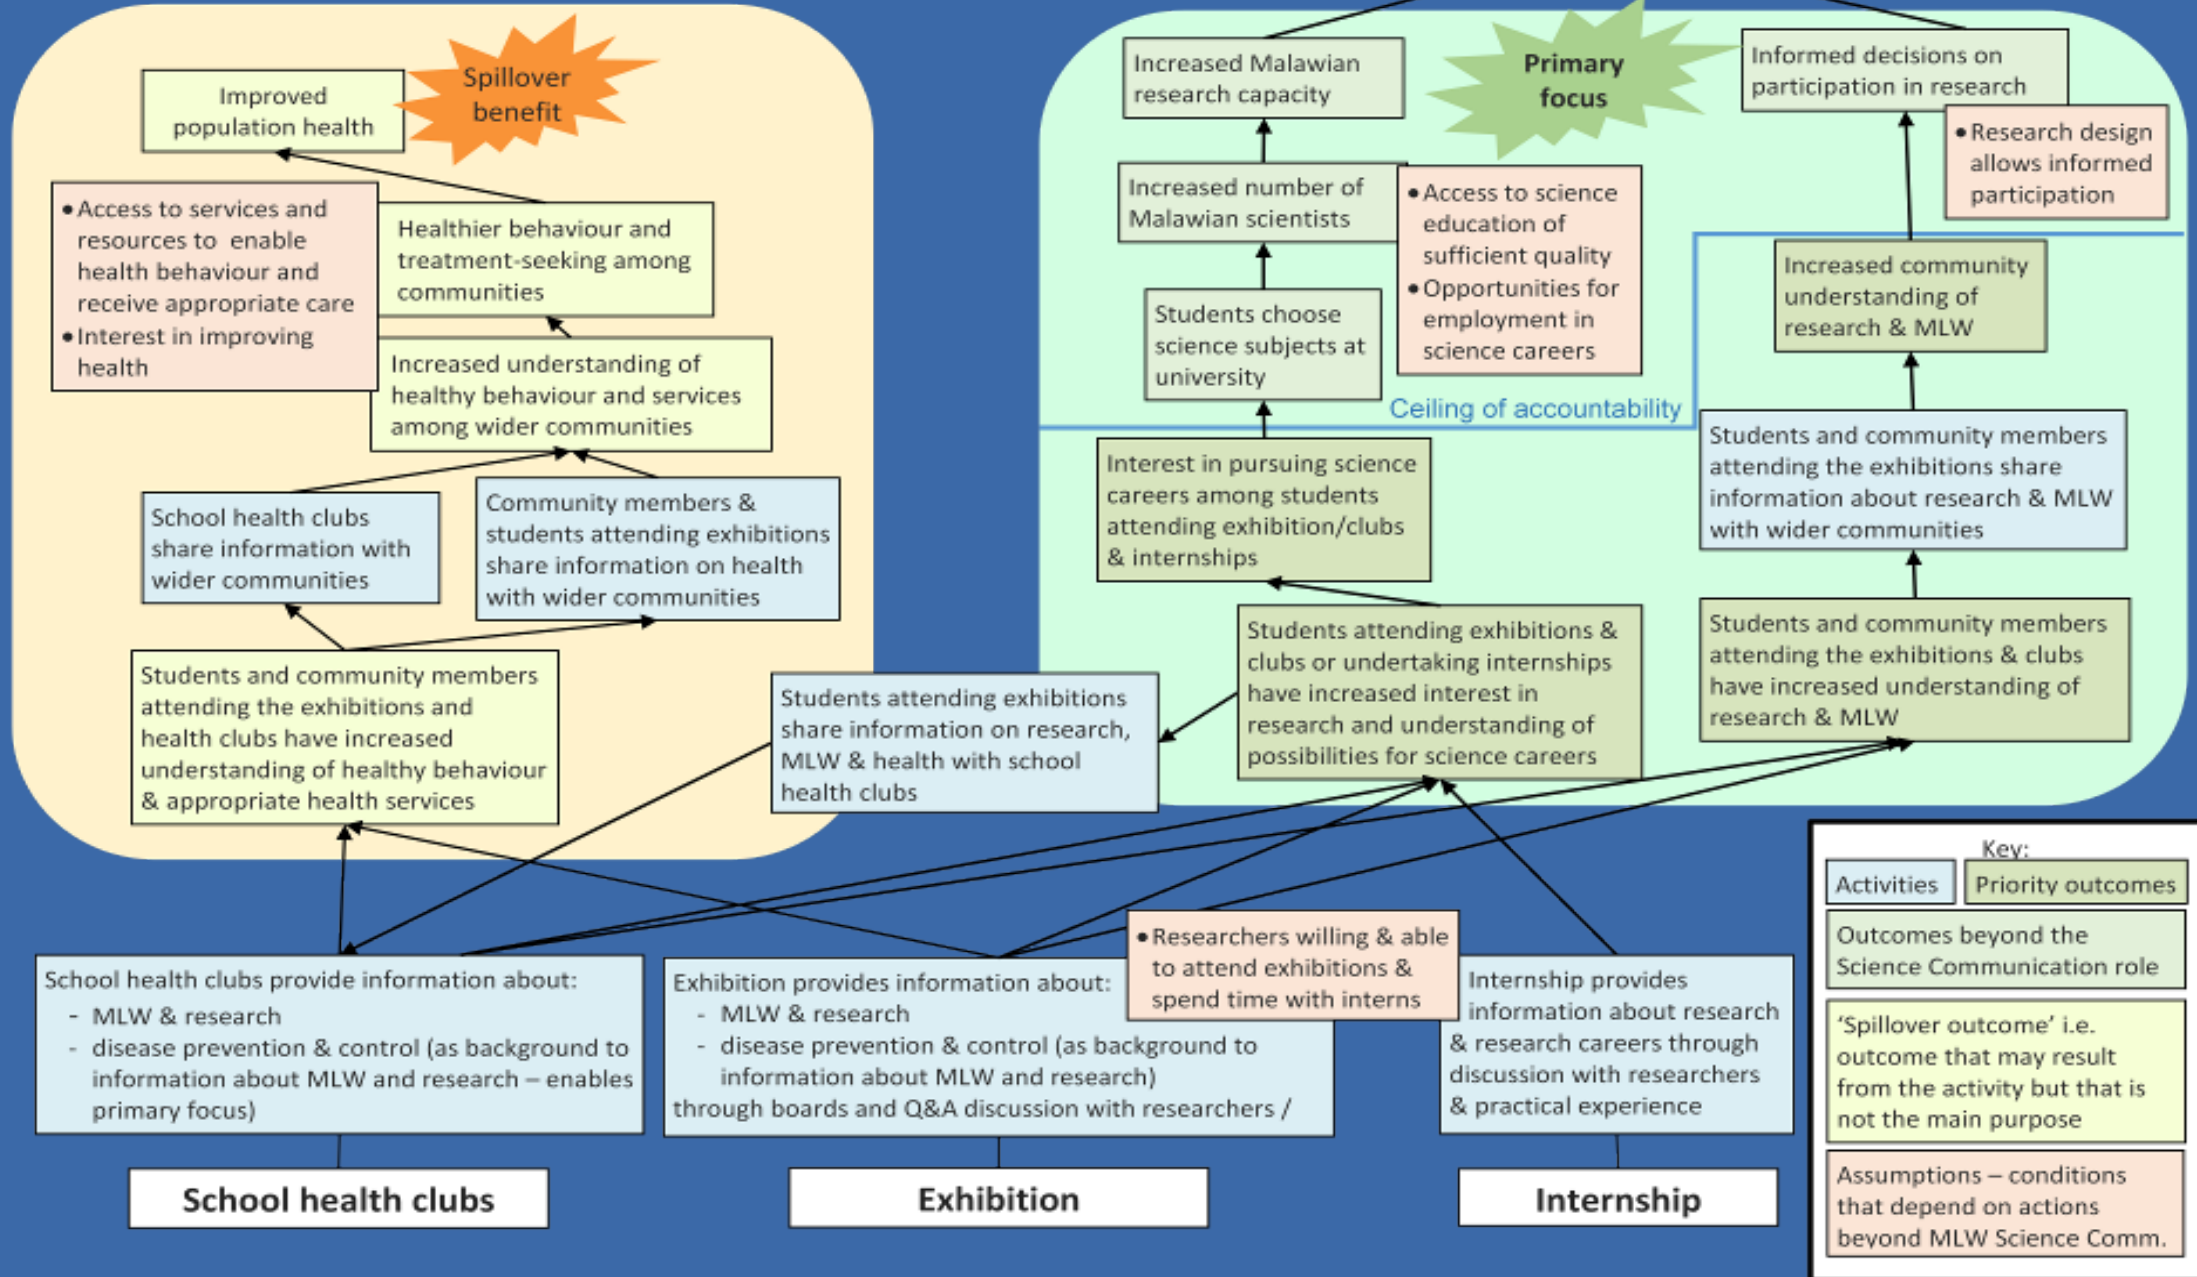 Improved
population health
Spillover
benefit
• Access to services and
resources to enable
health behaviour and
receive appropriate care
• Interest in improving
health
Healthier behaviour and
treatment-seeking among
communities
Increased understanding of
healthy behaviour and services
among wider communities
School health clubs
share information with
wider communities
Community members &
students attending exhibitions
share information on health
with wider communities
Students and community members
attending the exhibitions and
health clubs have increased
understanding of healthy behaviour
& appropriate health services
Students attending exhibitions
share information on research,
MLW & health with school
health clubs
Increased Malawian
research capacity
Primary
focus
Informed decisions on
participation in research
• Research design
allows informed
participation
Increased number of
Malawian scientists
• Access to science
education of
sufficient quality
• Opportunities for
employment in
science careers
Students choose
science subjects at
university
Increased community
understanding of
research & MLW
Ceiling of accountability
Interest in pursuing science
careers among students
attending exhibition/clubs
& internships
Students and community members
attending the exhibitions share
information about research & MLW
with wider communities
Students attending exhibitions &
clubs or undertaking internships
have increased interest in
research and understanding of
possibilities for science careers
Students and community members
attending the exhibitions & clubs
have increased understanding of
research & MLW
School health clubs provide information about:
- MLW & research
- disease prevention & control (as background to
information about MLW and research – enables
primary focus)
Exhibition provides information about:
- MLW & research
- disease prevention & control (as background to
information about MLW and research)
through boards and Q&A discussion with researchers /
• Researchers willing & able
to attend exhibitions &
spend time with interns
Internship provides
information about research
& research careers through
discussion with researchers
& practical experience
School health clubs
Exhibition
Internship
Key:
Activities
Priority outcomes
Outcomes beyond the
Science Communication role
‘Spillover outcome’ i.e.
outcome that may result
from the activity but that is
not the main purpose
Assumptions – conditions
that depend on actions
beyond MLW Science Comm.